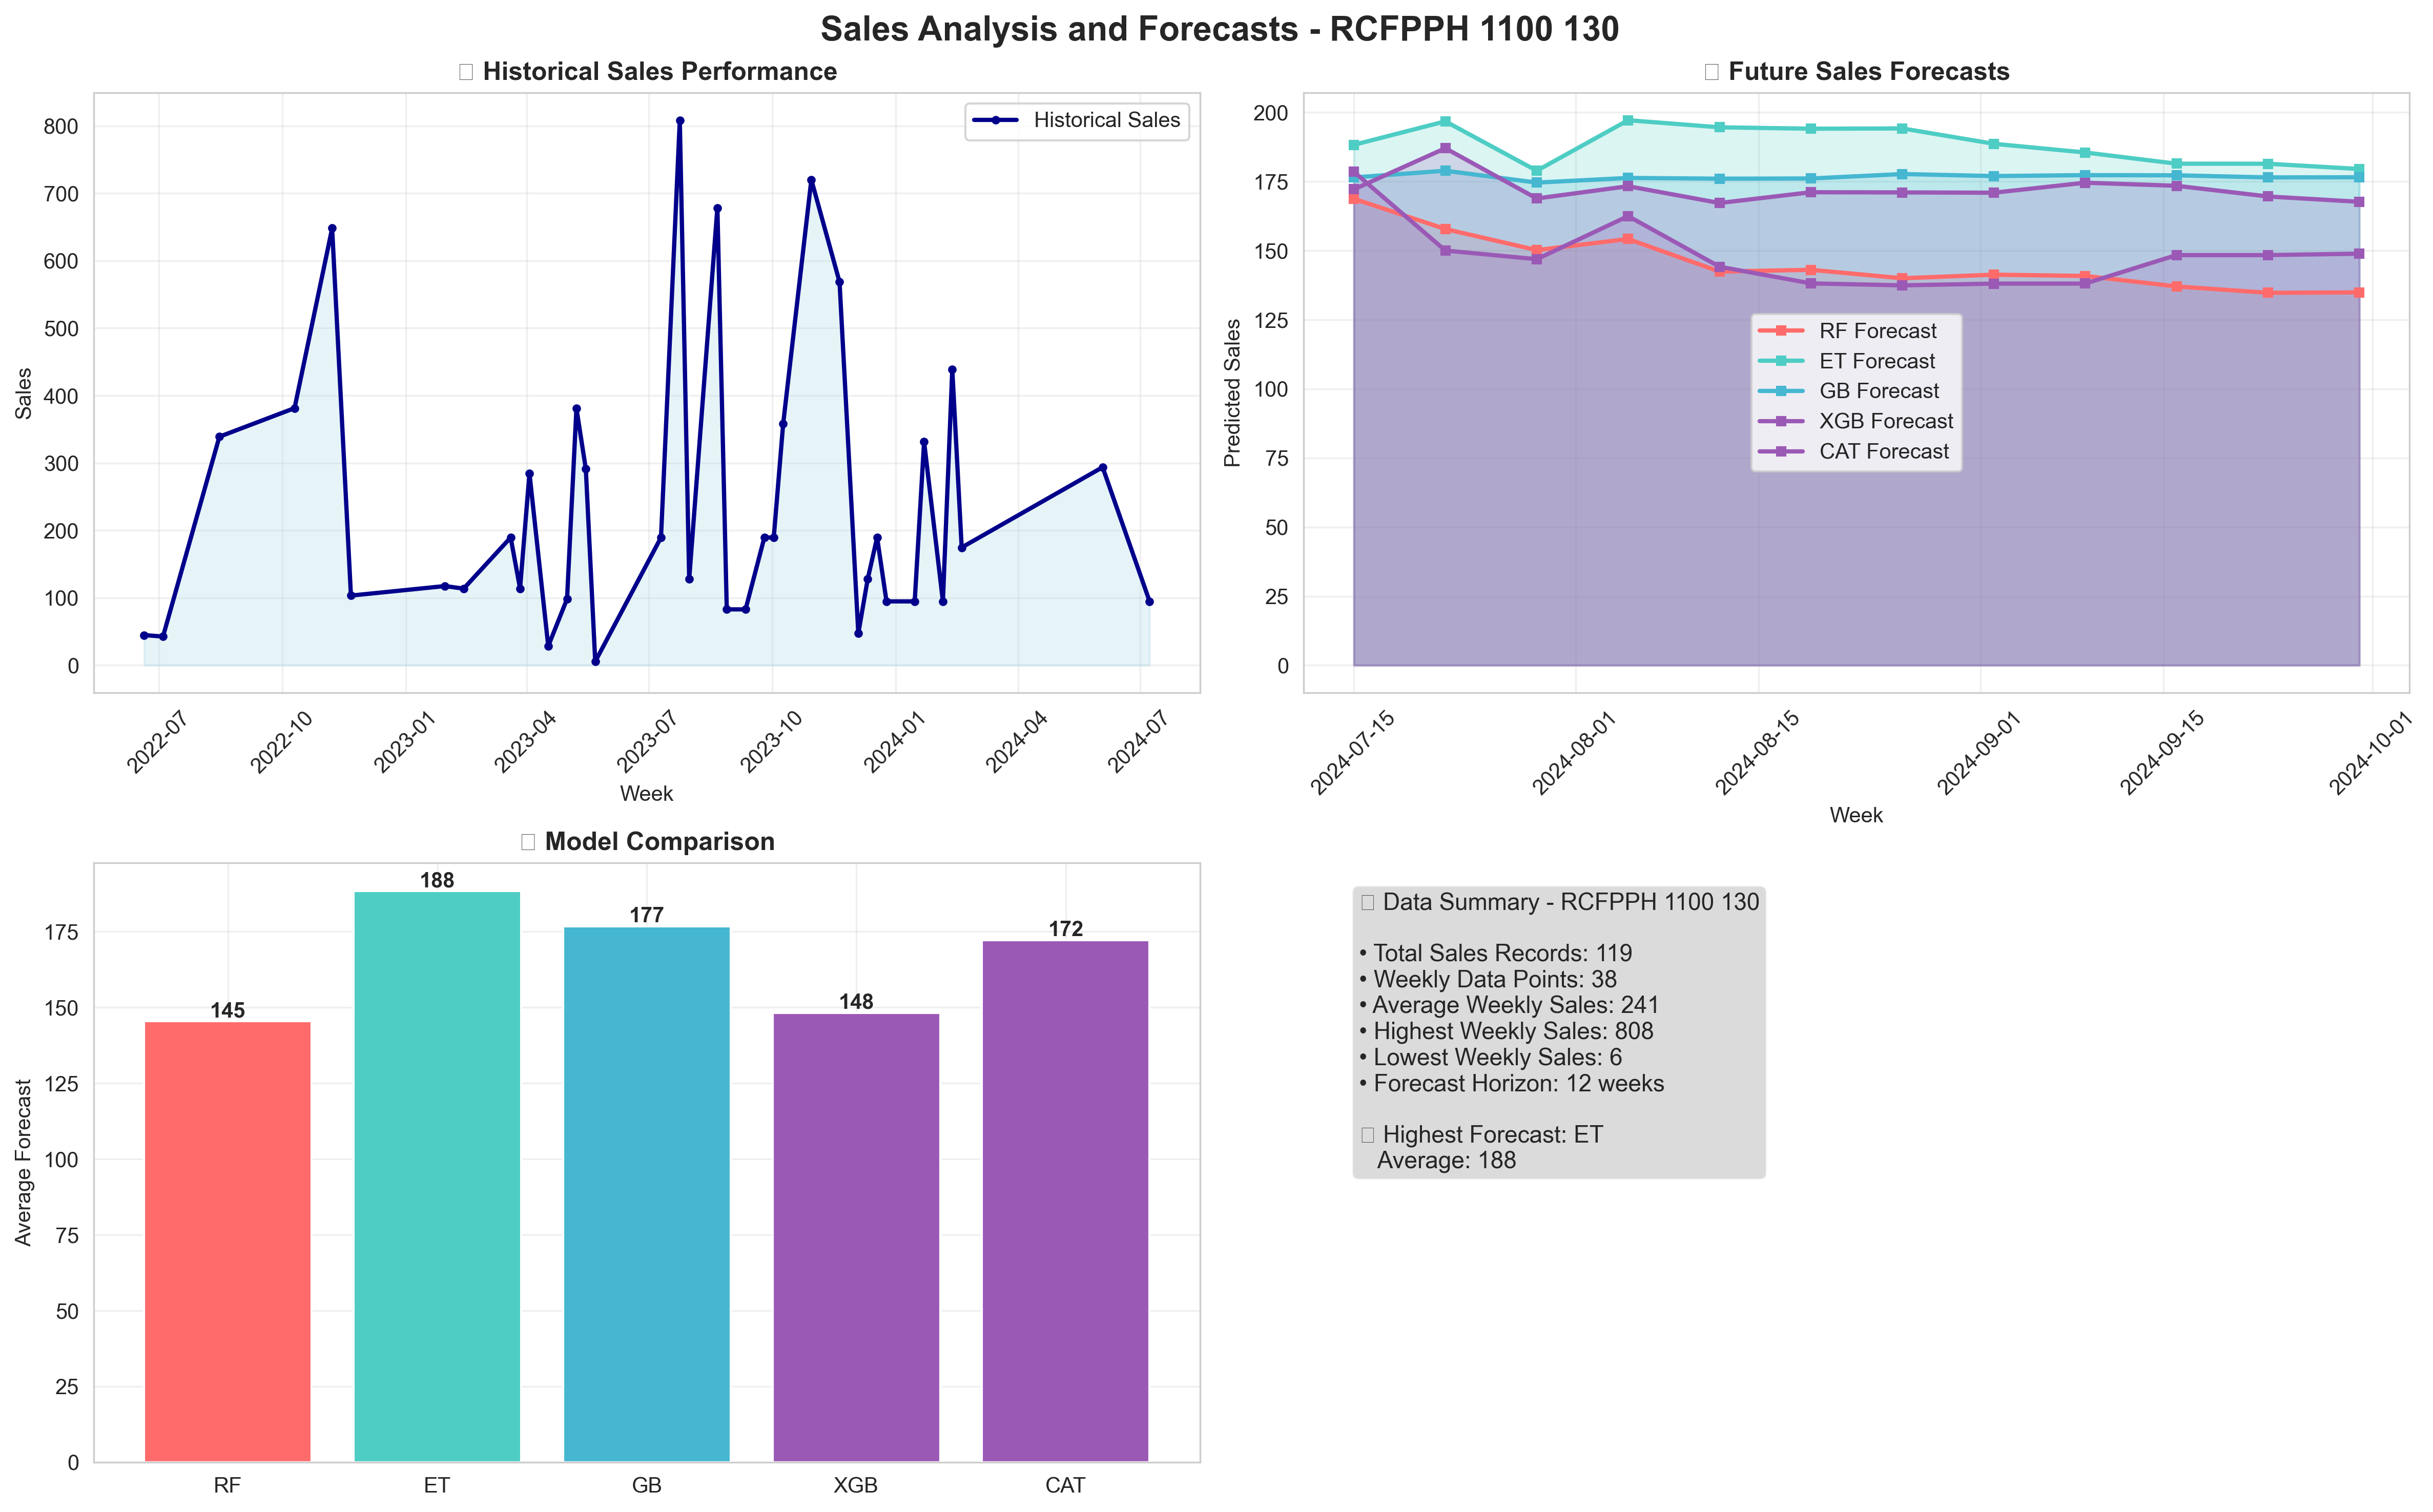 Sales Analysis and Forecasts - RCFPPH 1100 130
Historical Sales Performance
Historical Sales
Sales
800
700
600
500
400
300
200
100
0
2022-07
2022-10
2023-01
2023-04
2023-07
2023-10
2024-01
2024-04
2024-07
Week
Future Sales Forecasts
Predicted Sales
200
175
150
125
100
75
50
25
0
RF Forecast
ET Forecast
GB Forecast
XGB Forecast
CAT Forecast
2024-07-15
2024-08-01
2024-08-15
2024-09-01
2024-09-15
2024-10-01
Week
Model Comparison
Average Forecast
175
150
125
100
75
50
25
0
145
188
177
148
172
RF
ET
GB
XGB
CAT
Data Summary - RCFPPH 1100 130
• Total Sales Records: 119
• Weekly Data Points: 38
• Average Weekly Sales: 241
• Highest Weekly Sales: 808
• Lowest Weekly Sales: 6
• Forecast Horizon: 12 weeks
Highest Forecast: ET
Average: 188